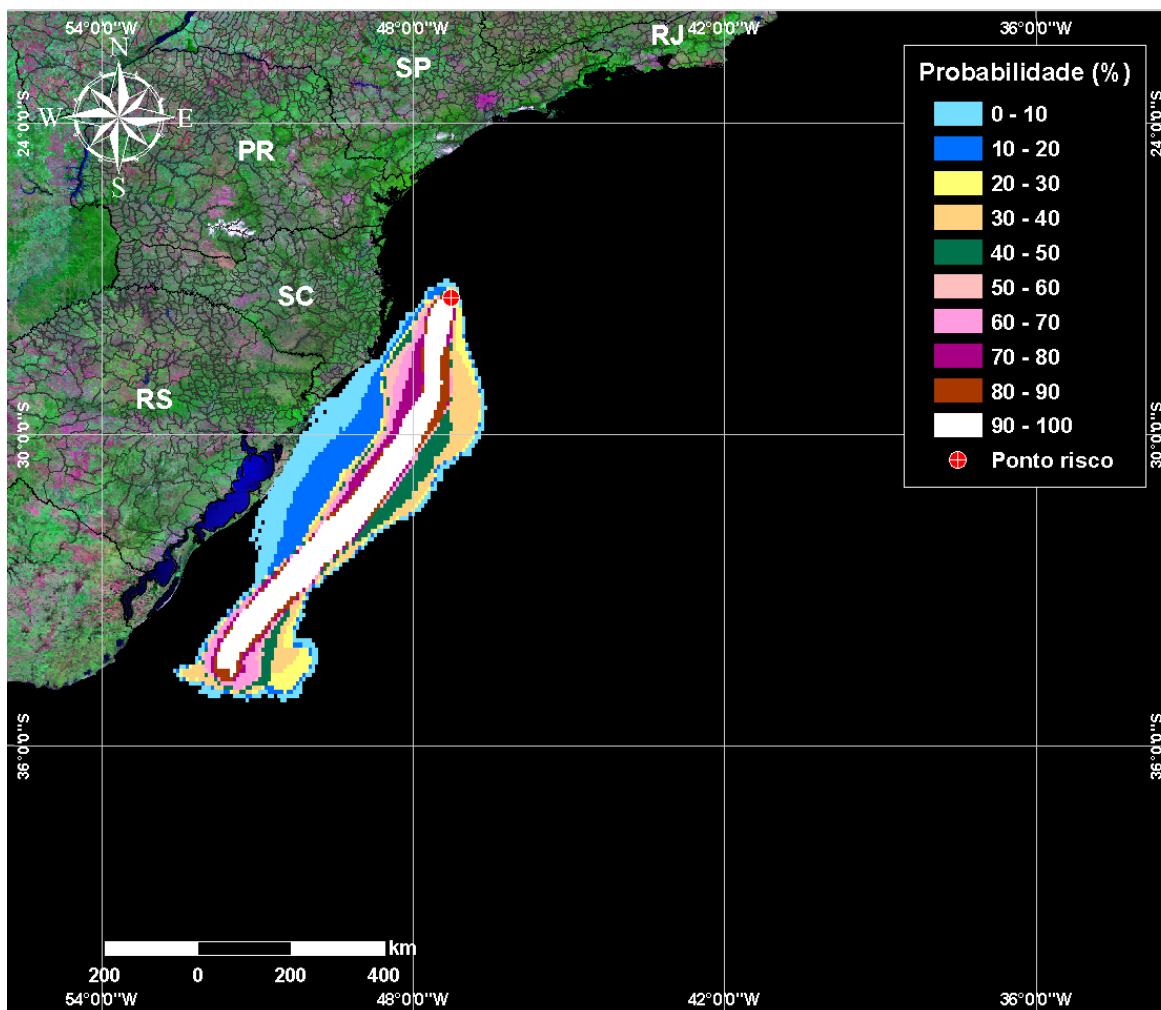 54°0'0"W
48°0'0"W
42°0'0"W
36°0'0"W
N
W
E
S
RJ
SP
PR
SC
RS
24°0'0"S
24°0'0"S
30°0'0"S
30°0'0"S
36°0'0"S
36°0'0"S
Probabilidade (%)
0 - 10
10 - 20
20 - 30
30 - 40
40 - 50
50 - 60
60 - 70
70 - 80
80 - 90
90 - 100
Ponto risco
km
200 0 200 400
54°0'0"W
48°0'0"W
42°0'0"W
36°0'0"W